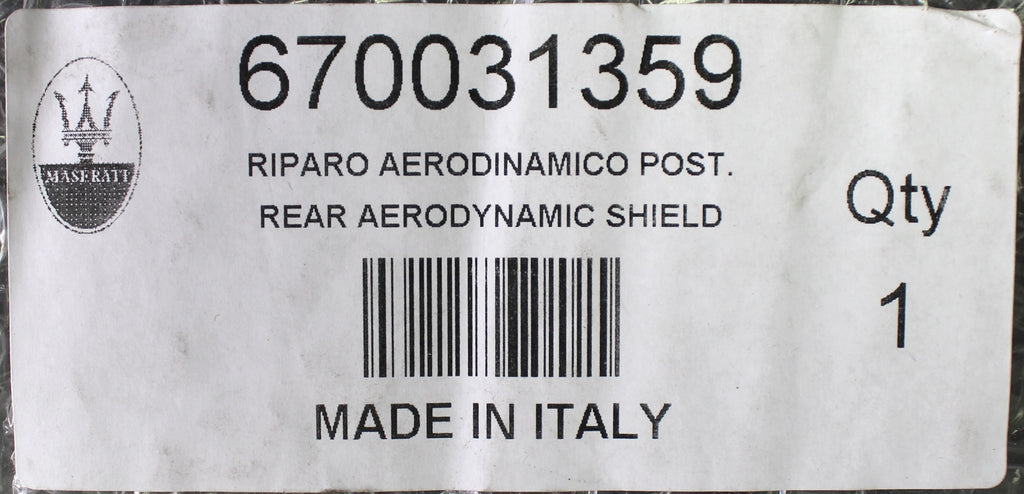 670031359
MASERATI
RIPARO AERODINAMICO POST.
REAR AERODYNAMIC SHIELD
Qty
1
MADE IN ITALY